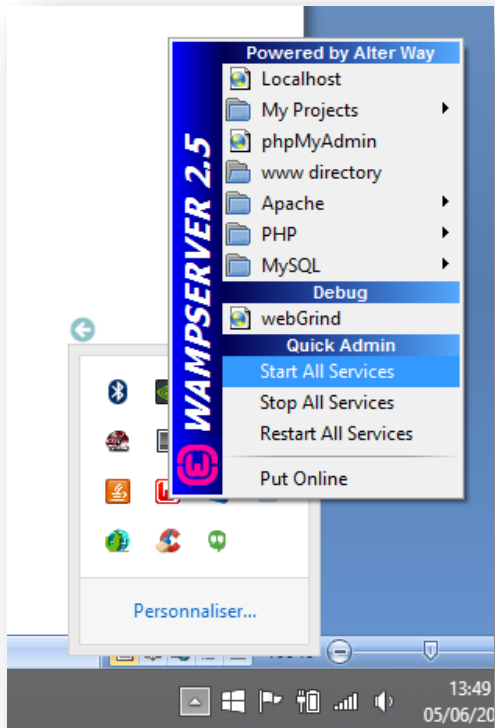 Powered by Alter Way
Localhost
My Projects
phpMyAdmin
www directory
Apache
PHP
MySQL
Debug
webGrind
Quick Admin
Start All Services
Stop All Services
Restart All Services
Put Online
WAMPSERVER 2.5
Personnaliser...
13:49
05/06/20